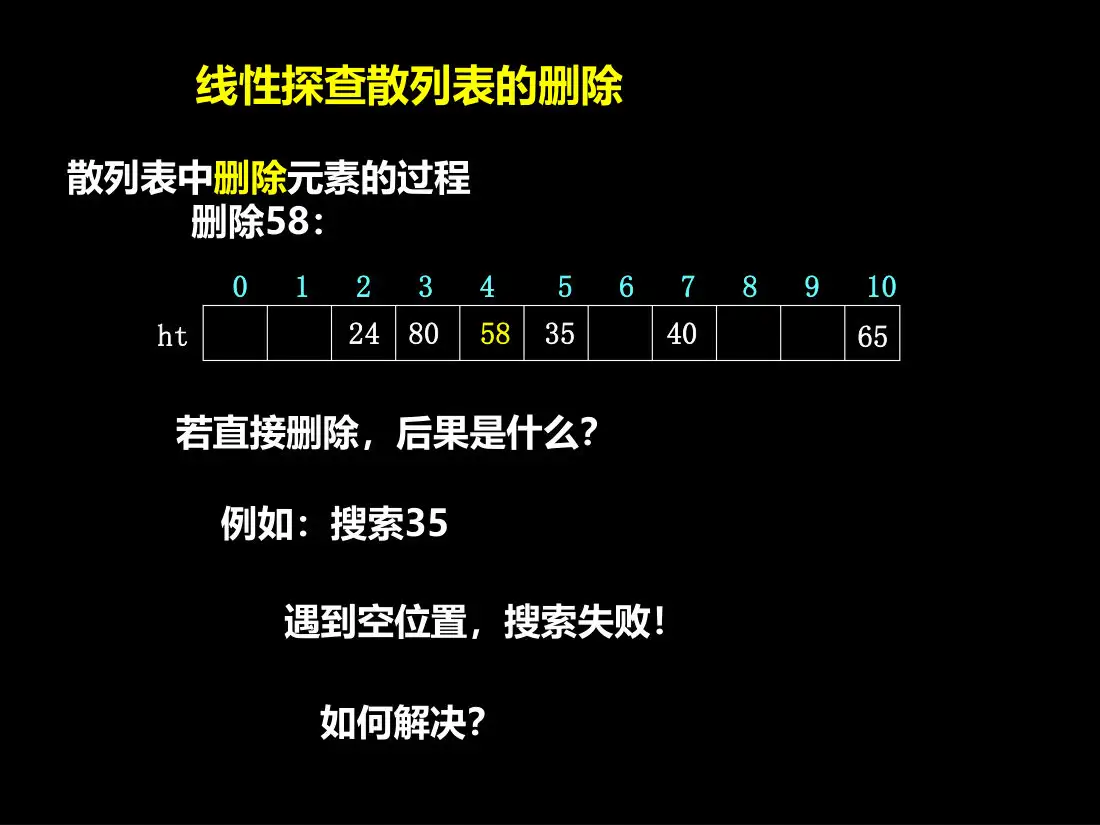 线性探查散列表的删除
散列表中删除元素的过程
删除58：
0 1 2 3 4 5 6 7 8 9 10
ht 24 80 58 35 40 65
若直接删除，后果是什么？
例如：搜索35
遇到空位置，搜索失败！
如何解决？